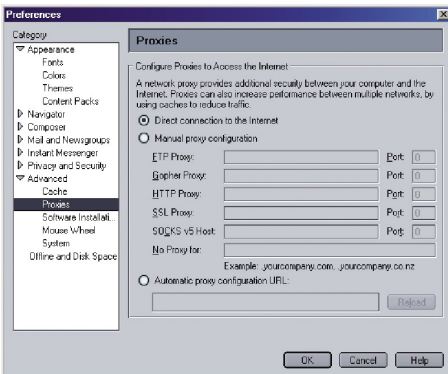 Preferences
Category
Appearance
Fonts
Colors
Themes
Content Packs
Navigator
Composer
Mail and Newsgroups
Instant Messenger
Privacy and Security
Advanced
Cache
Proxies
Software Installati...
Mouse Wheel
System
Offline and Disk Space
Proxies
Configure Proxies to Access the Internet
A network proxy provides additional security between your computer and the
Internet. Proxies can also increase performance between multiple networks, by
using caches to reduce traffic.
Direct connection to the Internet
Manual proxy configuration
FTP Proxy: Port: 0
Gopher Proxy: Port: 0
HTTP Proxy: Port: 0
SSL Proxy: Port: 0
SOCKS v5 Host: Port: 0
No Proxy for:
Example: .yourcompany.com, .yourcompany.co.nz
Automatic proxy configuration URL:
Reload
OK Cancel Help